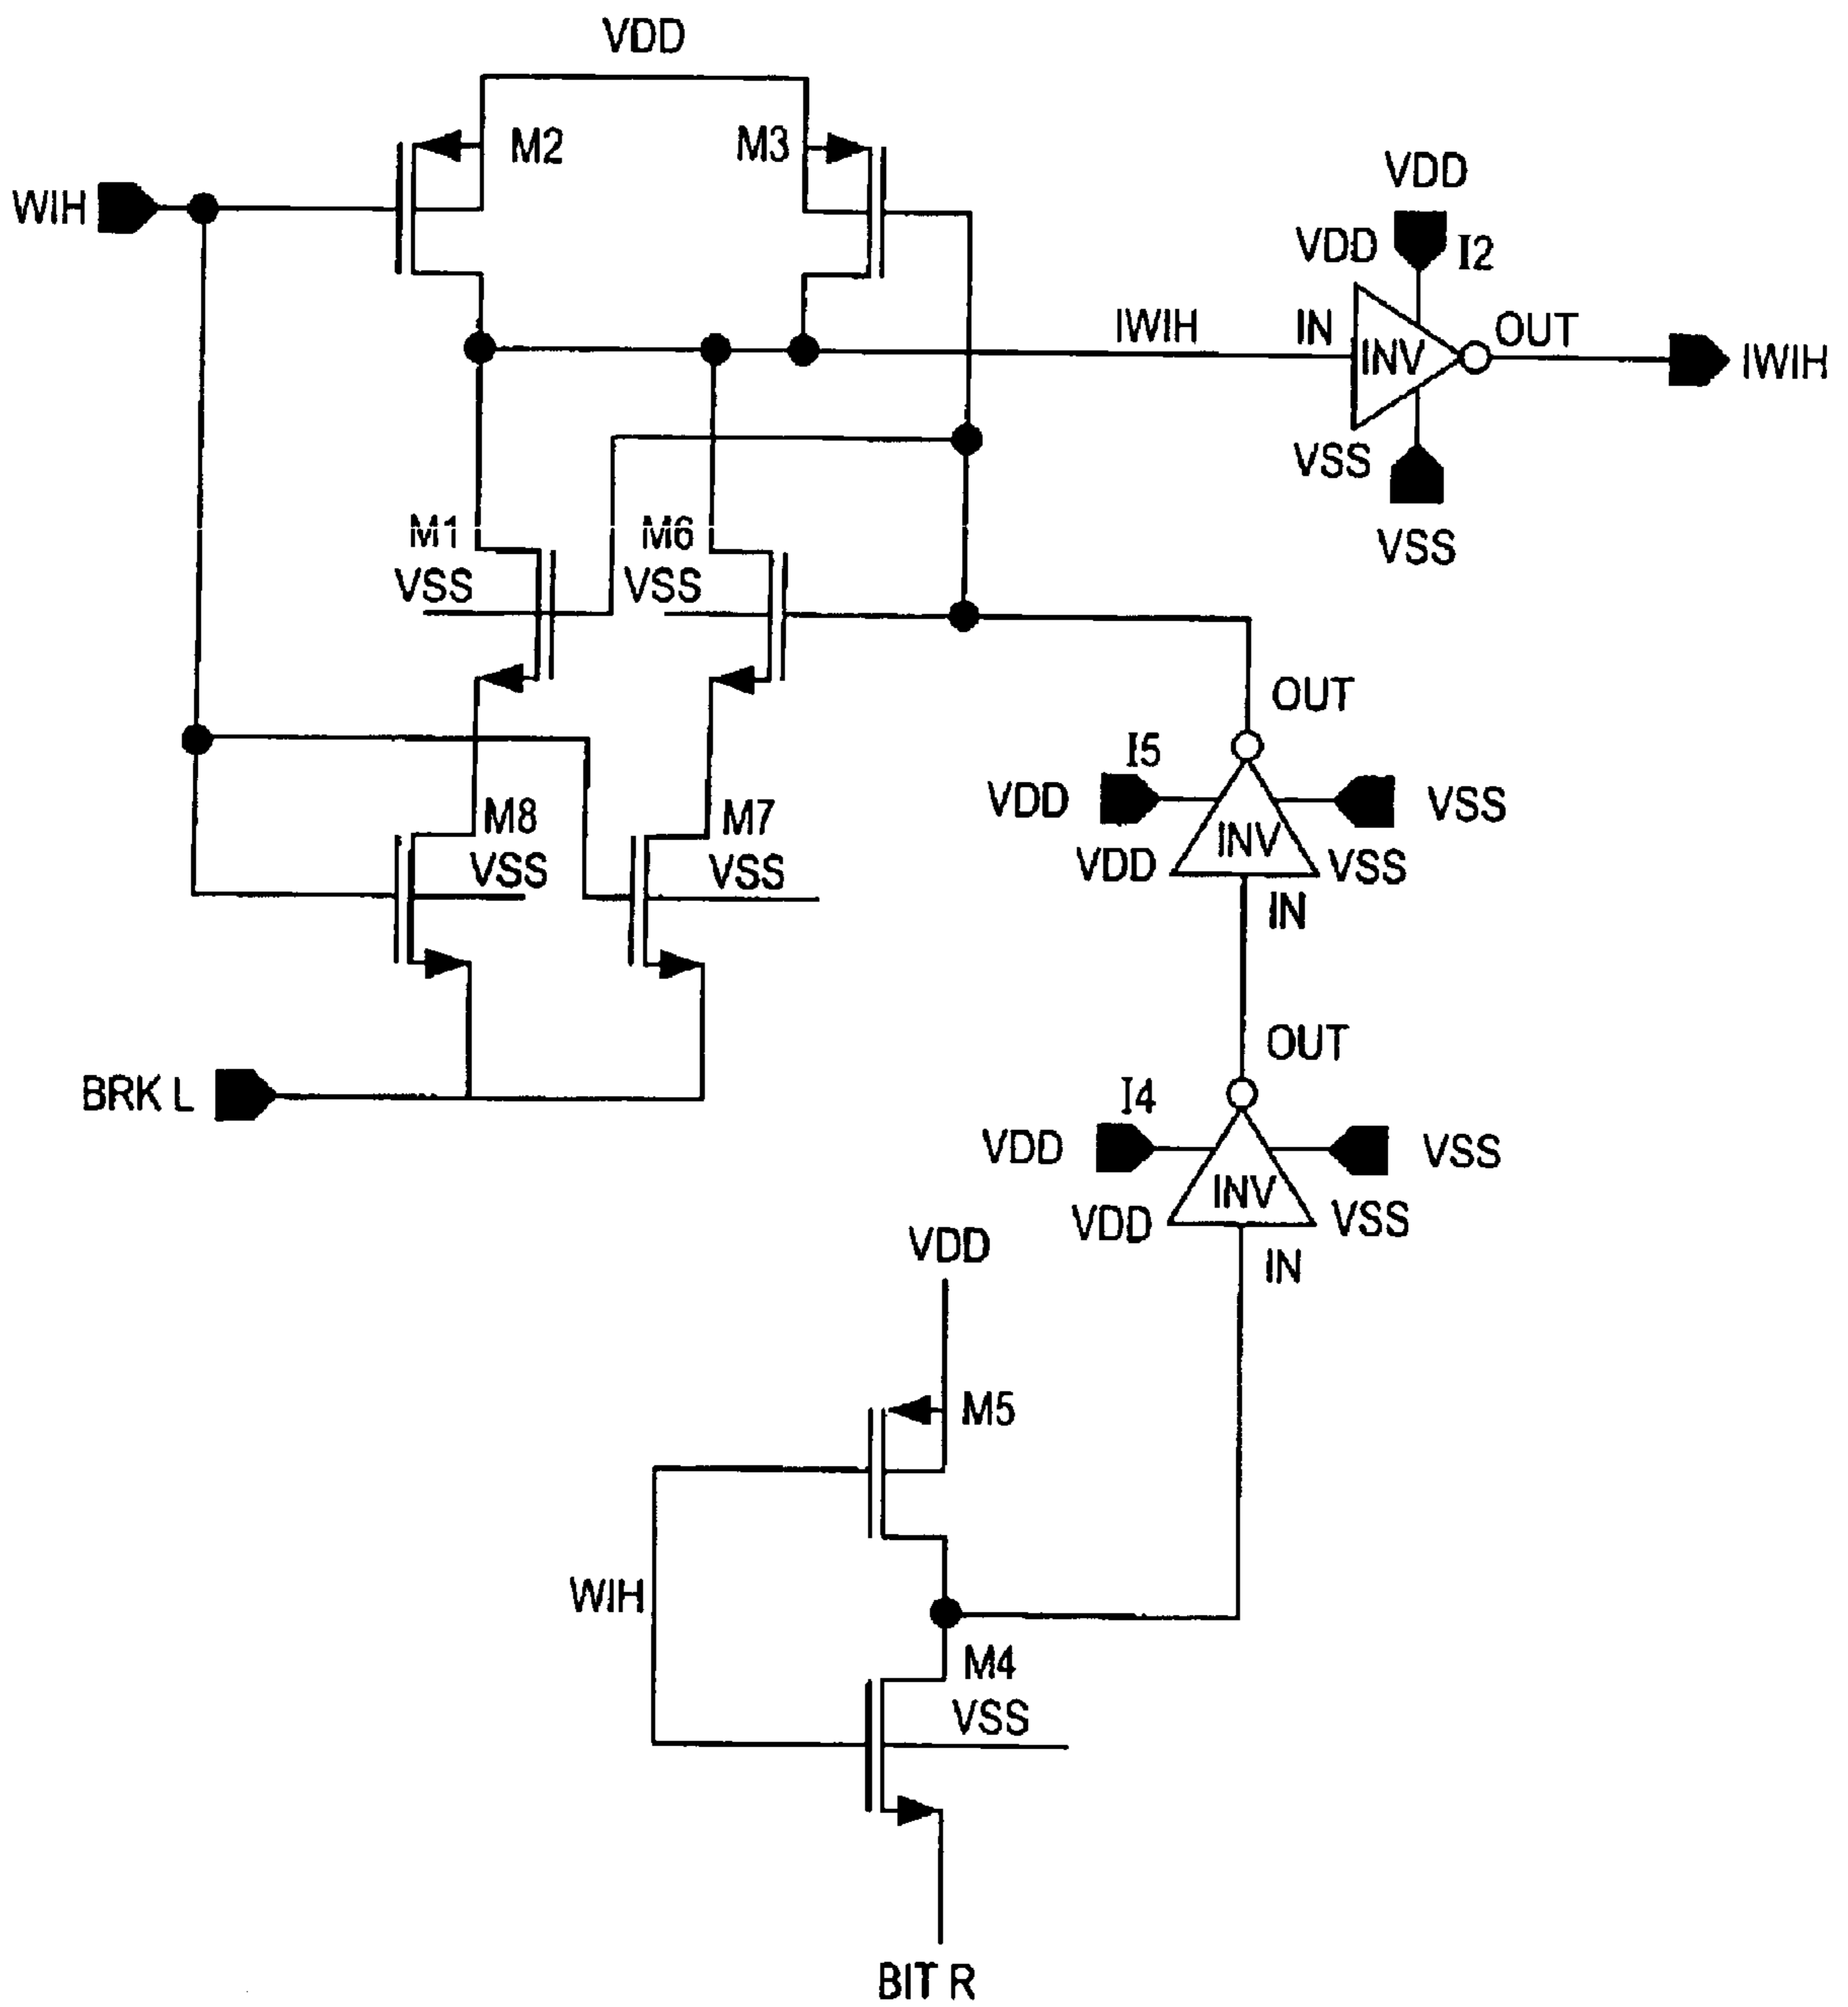 VDD
M2
M3
WIH
VDD
VDD
I2
IWIH
IN
INV
OUT
IWIH
VSS
VSS
M1
VSS
M6
VSS
OUT
I5
VDD
VSS
M8
VSS
M7
VSS
INV
VDD
VSS
IN
OUT
BRK L
I4
VDD
VSS
INV
VDD
VSS
IN
VDD
M5
WIH
M4
VSS
BIT R